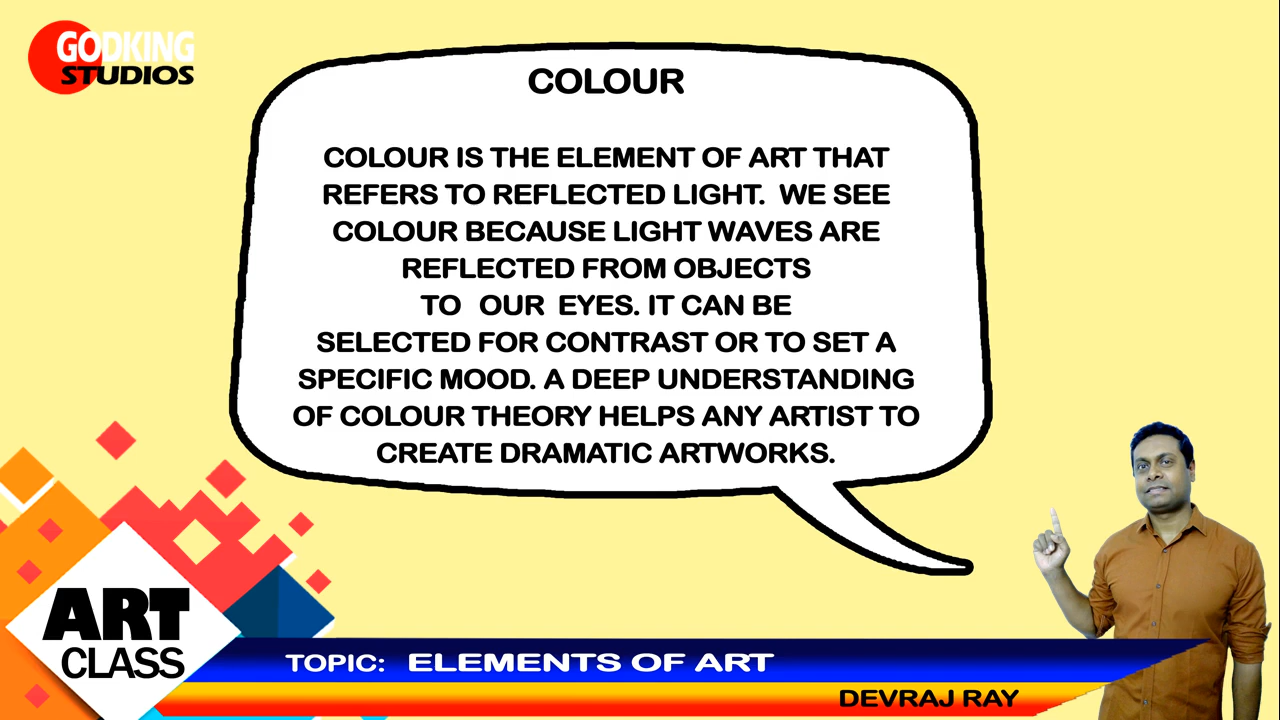 GODKING
STUDIOS
COLOUR
COLOUR IS THE ELEMENT OF ART THAT
REFERS TO REFLECTED LIGHT. WE SEE
COLOUR BECAUSE LIGHT WAVES ARE
REFLECTED FROM OBJECTS
TO OUR EYES. IT CAN BE
SELECTED FOR CONTRAST OR TO SET A
SPECIFIC MOOD. A DEEP UNDERSTANDING
OF COLOUR THEORY HELPS ANY ARTIST TO
CREATE DRAMATIC ARTWORKS.
ART
CLASS
TOPIC: ELEMENTS OF ART
DEVRAJ RAY